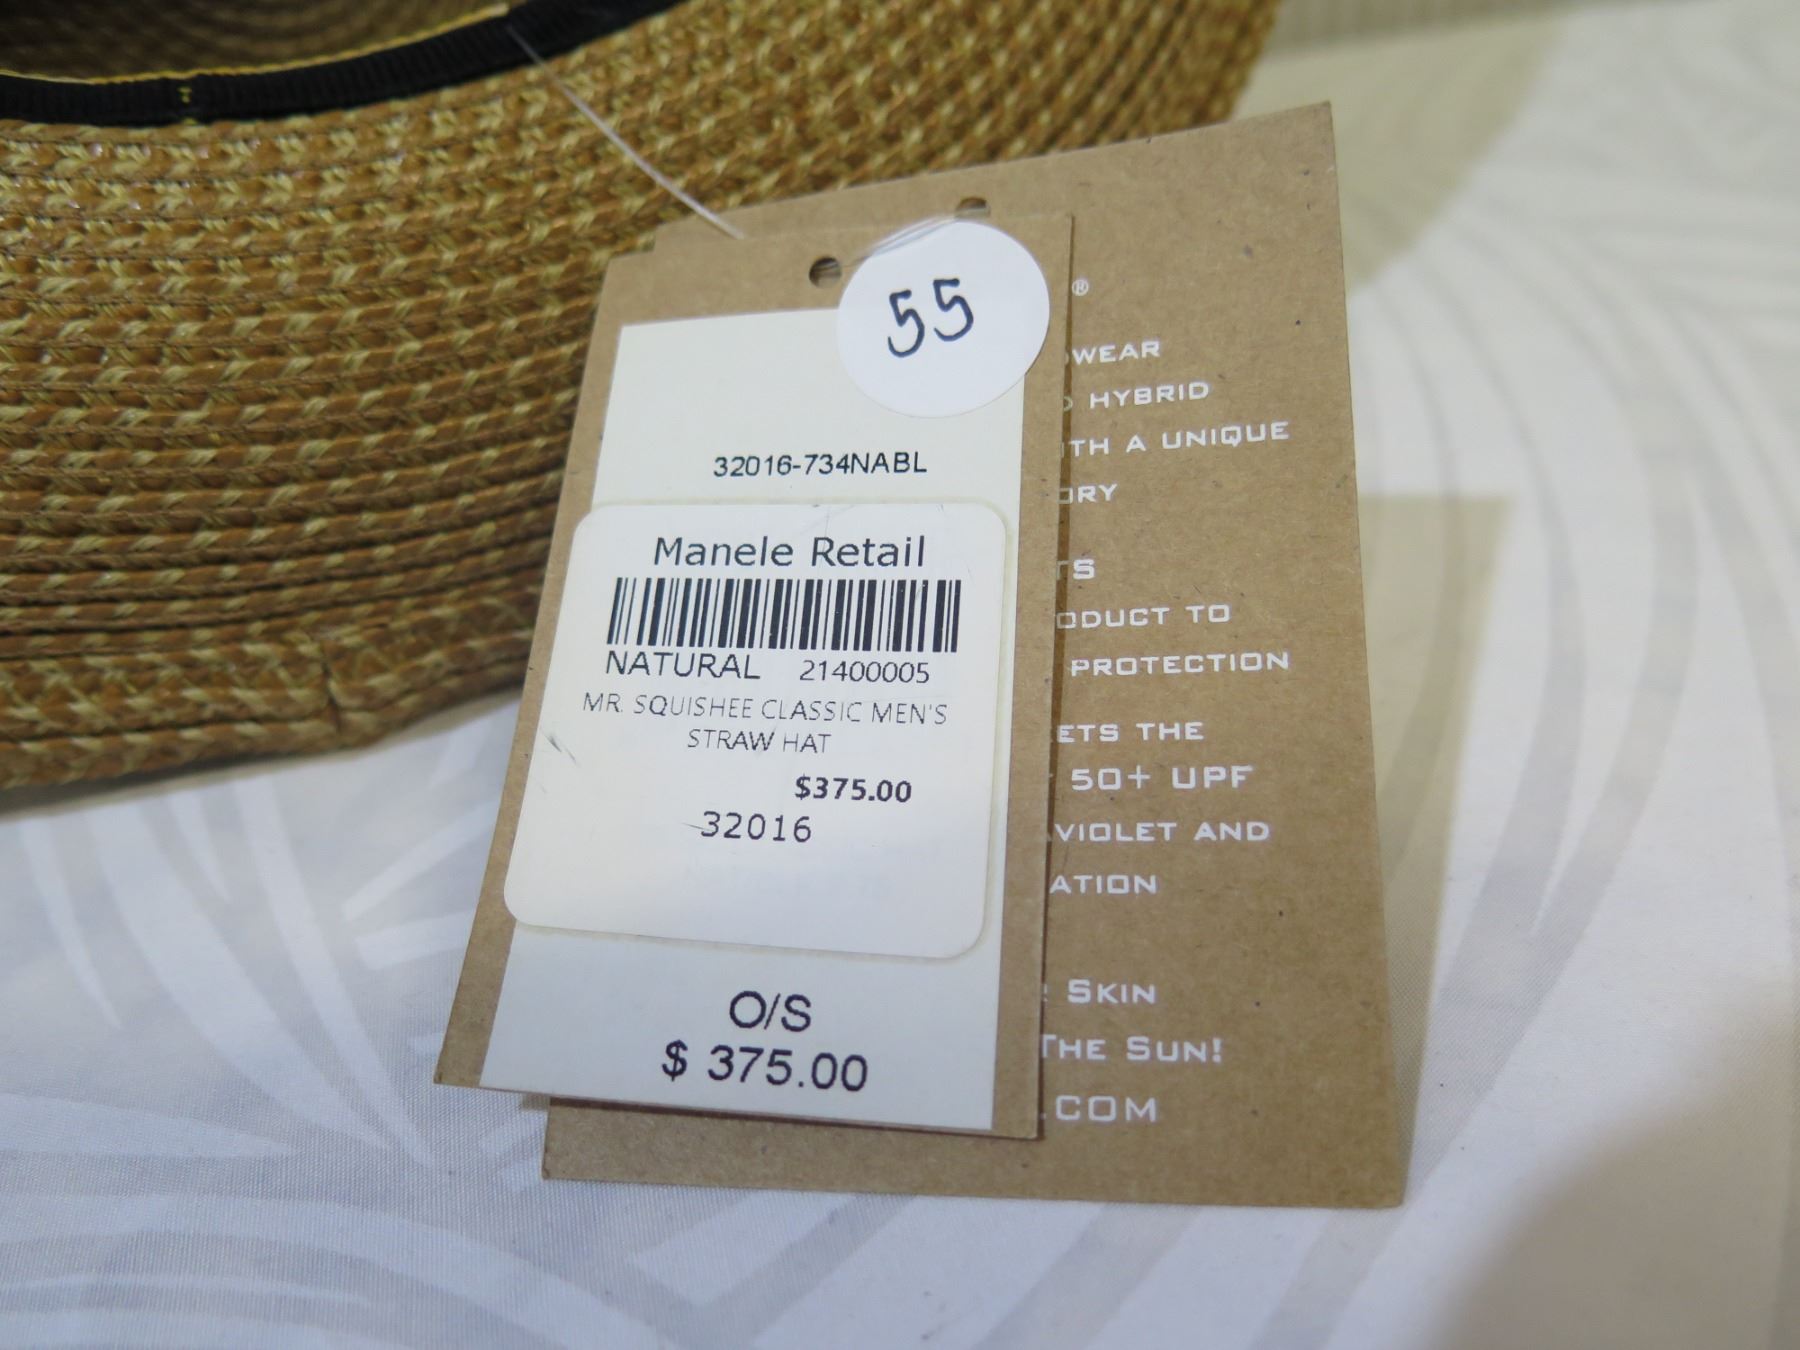 55
32016-734NABL
Manele Retail
NATURAL 21400005
MR. SQUISHEE CLASSIC MEN'S
STRAW HAT
$375.00
32016
O/S
$ 375.00
®
WEAR
HYBRID
TH A UNIQUE
ORY
TS
ODUCT TO
PROTECTION
ETS THE
50+ UPF
VIOLET AND
ATION
SKIN
THE SUN!
.COM